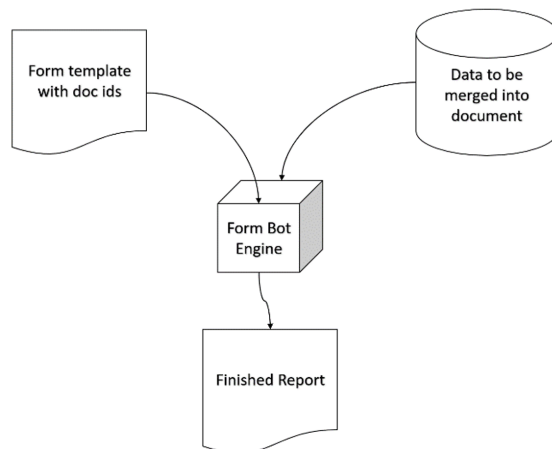 Form template
with doc ids
Data to be
merged into
document
Form Bot
Engine
Finished Report